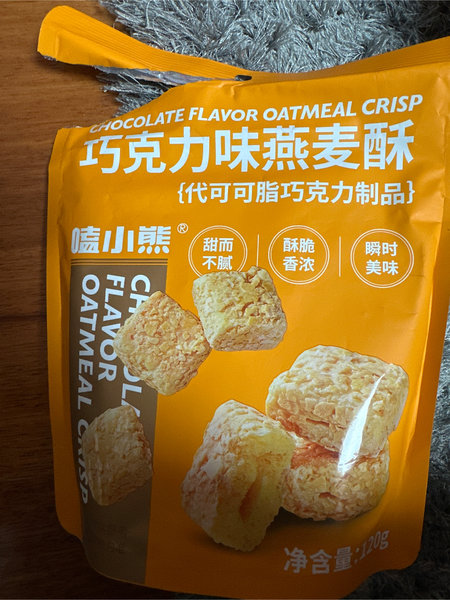 CHOCOLATE FLAVOR OATMEAL CRISP
巧克力味燕麦酥
{代可可脂巧克力制品}
嗑小熊®
甜而
不腻
酥脆
香浓
瞬时
美味
FLAVOR
OATMEAL CRISP
净含量:120g